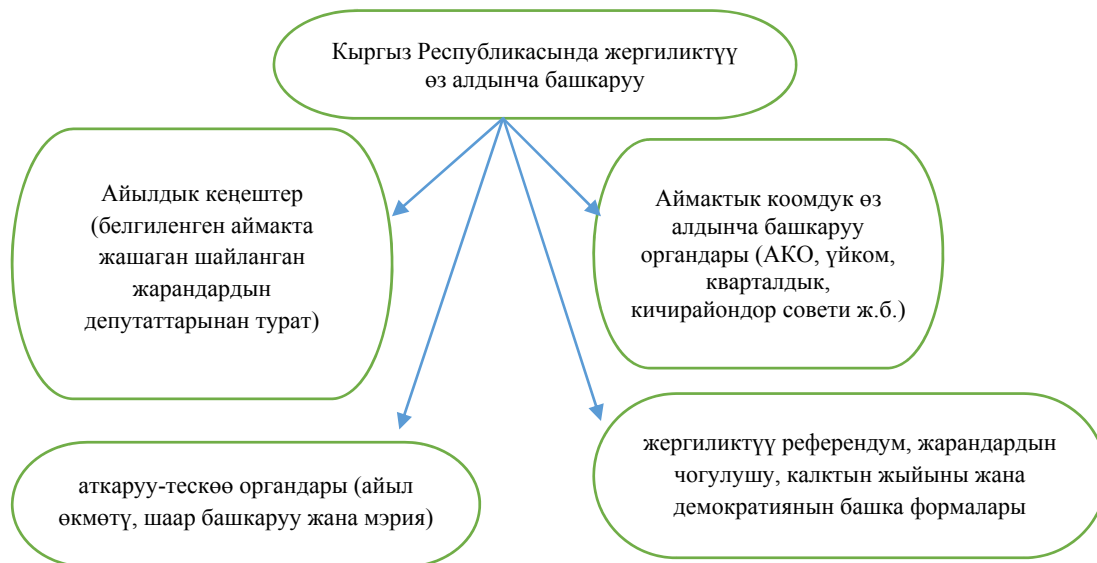 Кыргыз Республикасында жергиликтүү
өз алдынча башкаруу
Айылдык кеңештер
(белгиленген аймакта
жашаган шайланган
жарандардын
депутаттарынан турат)
Аймактык коомдук өз
алдынча башкаруу
органдары (АКО, үйком,
кварталдык,
кичирайондор совети ж.б.)
аткаруу-тескөө органдары (айыл
өкмөтү, шаар башкаруу жана мэрия)
жергиликтүү референдум, жарандардын
чогулушу, калктын жыйыны жана
демократиянын башка формалары